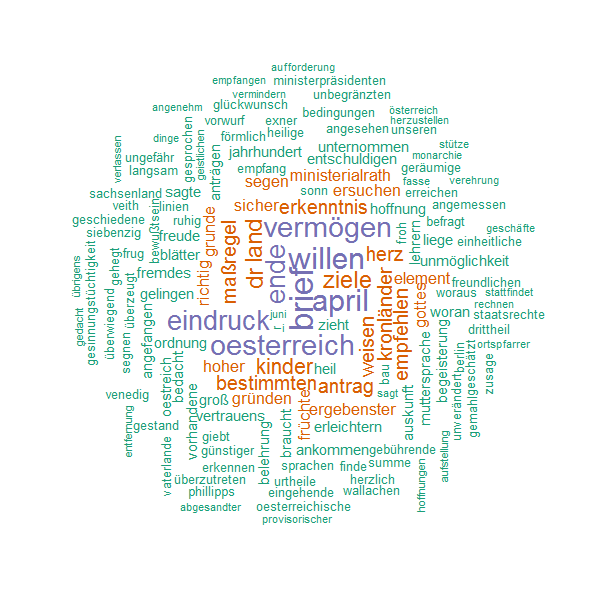 aufforderung
empfangen ministerpräsidenten
vermindern unbegränzten
angenehm glückwunsch
vorwurf exner bedingungen österreich
herzustellen
dinge förmlich heilige angesehen unseren
verlassen gesprochen geistlichen jahrhundert unternommen stütze
ungefähr anträgen entschuldigen monarchie
langsam empfang ministerialrath geräumige
segen fasse verehrung
sachsenland sagte sonn ersuchen erreichen
veith linien sicher erkenntnis hoffnung angemessen
geschiedene bewußtsein ruhig grunde vermögen froh lehrern befragt geschäfte
siebenzig freude maßregel dr land liege einheitliche
gesinnungstüchtigkeit frug blätter ende willen herz unmöglichkeit
übrigens gehegt überzeugt fremdes richtig ziele element freundlichen
gelingen brief april kronländer gottes woraus stattfindet
überwiegend angefangen juni woran rechnen
gedacht eindruck r. zieht staatsrechte
segnen ordnung oesterreich weisen empfehlen drittheil
muttersprache begeisterung berlin ortspfarrer
oestreich bedacht hoher kinder heil bau unverändert gemahl geschätzt zusage
bestimmten antrag sagt
venedig vorhandene groß gründen
vertrauens früchte ergebenster auskunft
entfernung gestand erleichtern
giebt braucht
vaterlande günstiger belehrung ankommen gebührende
erkennen sprachen finde summe aufstellung
überzutreten urtheile herzlich
phillipps eingehende wallachen hoffnungen
abgesandter oesterreichische
provisorischer